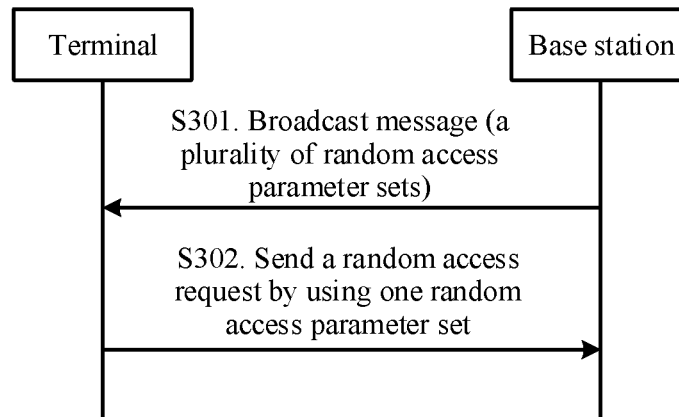 Terminal
Base station
S301. Broadcast message (a
plurality of random access
parameter sets)
S302. Send a random access
request by using one random
access parameter set